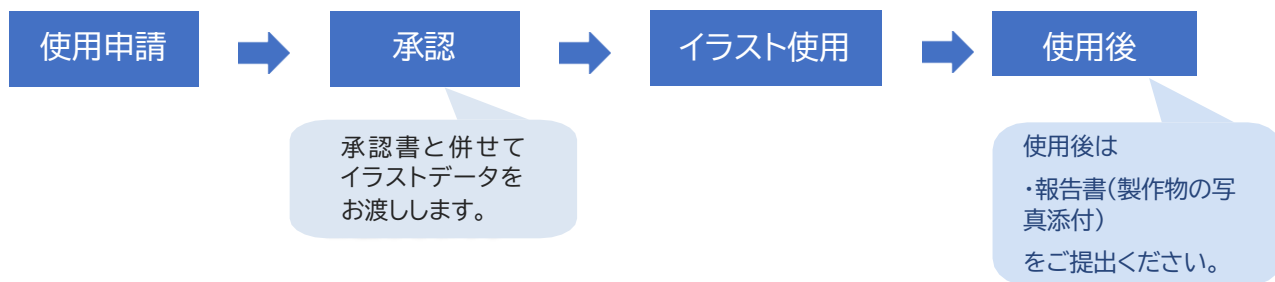 使用申請
承認
イラスト使用
使用後
承認書と併せて
イラストデータを
お渡しします。
使用後は
・報告書(製作物の写
真添付)
をご提出ください。